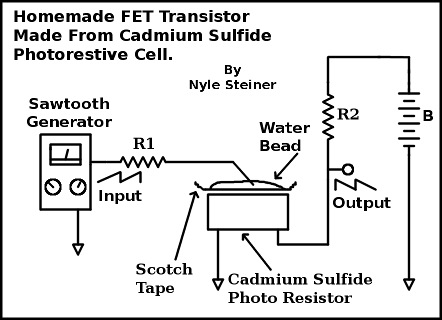 Homemade FET Transistor
Made From Cadmium Sulfide
Photorestive Cell.
By
Nyle Steiner
Sawtooth
Generator
R1
Water
Bead
R2
B
Input
Output
Scotch
Tape
Cadmium Sulfide
Photo Resistor